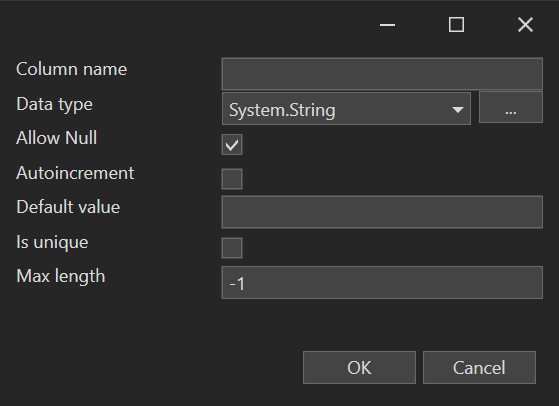 Column name
Data type System.String ...
Allow Null
Autoincrement
Default value
Is unique
Max length -1
OK Cancel